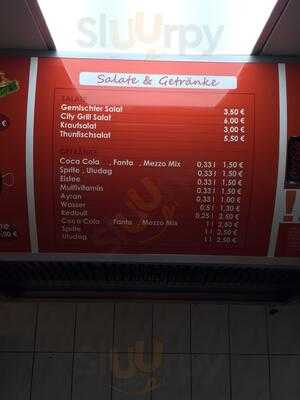 Sluurpy
Salate & Getränke
SALATE
Gemischter Salat 3,50 €
City Grill Salat 6,00 €
Krautsalat 3,00 €
Thunfischsalat 5,50 €
GETRÄNKE
Coca Cola , Fanta , Mezzo Mix 0,33 l 1,50 €
Sprite , Uludag 0,33 l 1,50 €
Eistee 0,33 l 1,50 €
Multivitamin 0,33 l 1,50 €
Ayran 0,33 l 1,00 €
Wasser 0,5 l 1,30 €
Redbull 0,25 l 2,50 €
Coca Cola , Fanta , Mezzo Mix 1 l 2,50 €
Sprite 1 l 2,50 €
Uludag 1 l 2,50 €
Sluurpy